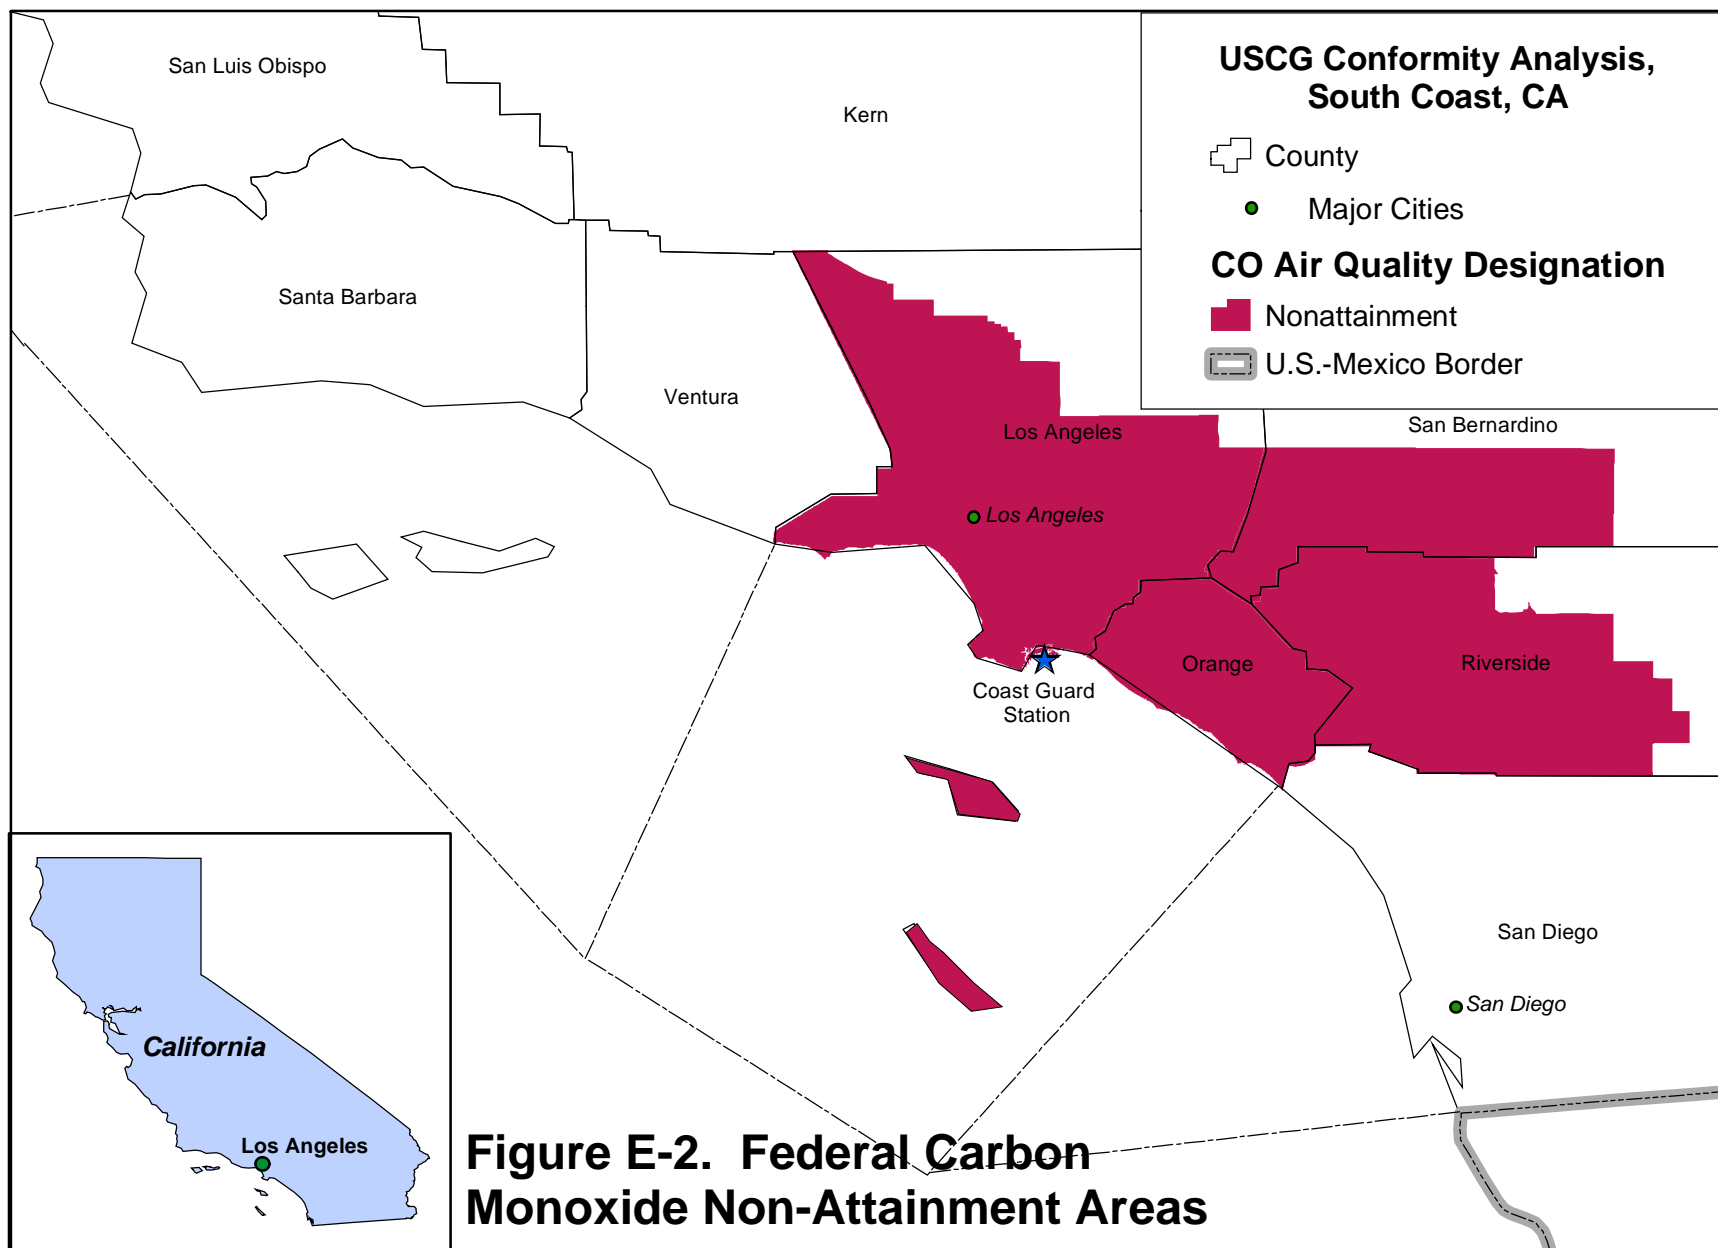 San Luis Obispo
Kern
USCG Conformity Analysis,
South Coast, CA
County
Major Cities
CO Air Quality Designation
Nonattainment
U.S.-Mexico Border
Santa Barbara
Ventura
Los Angeles
San Bernardino
Los Angeles
Orange
Riverside
Coast Guard
Station
San Diego
San Diego
California
Los Angeles
Figure E-2. Federal Carbon
Monoxide Non-Attainment Areas